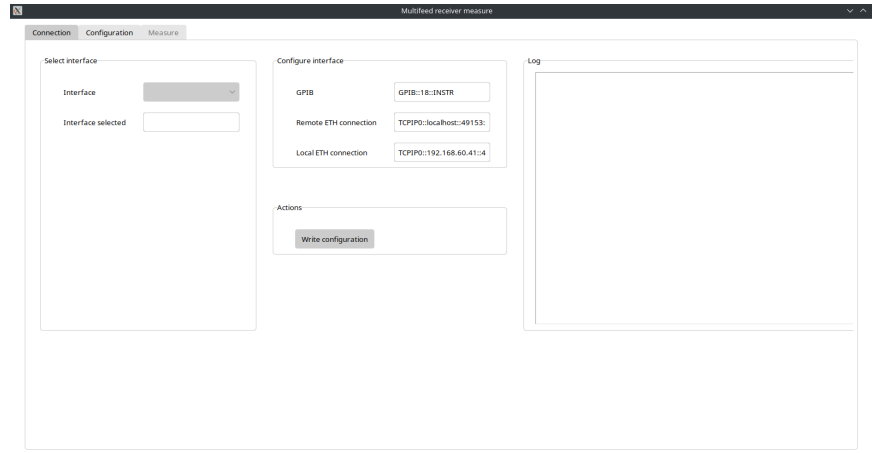 Multifeed receiver measure
Connection Configuration Measure
Select interface
Interface
Interface selected
Configure interface
GPIB GPIB::18::INSTR
Remote ETH connection TCPIP0::localhost::49153:
Local ETH connection TCPIP0::192.168.60.41::4
Actions
Write configuration
Log